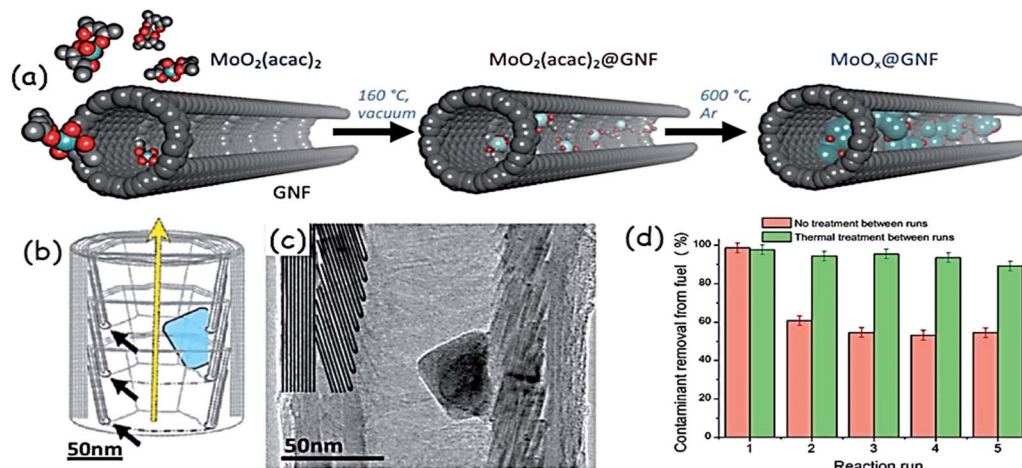 (a)
MoO₂(acac)₂
MoO₂(acac)₂@GNF
MoOₓ@GNF
160 °C,
vacuum
600 °C,
Ar
GNF
(b)
50nm
(c)
50nm
(d)
No treatment between runs
Thermal treatment between runs
Contaminant removal from fuel (%)
100
80
60
40
20
0
1 2 3 4 5
Reaction run